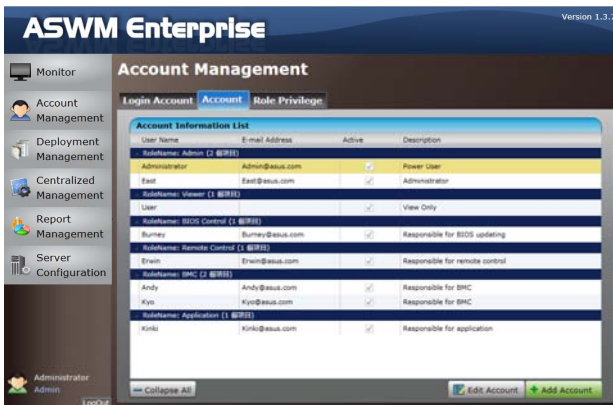 ASWM Enterprise
Version 1.3.
Monitor
Account Management
Deployment Management
Centralized Management
Report Management
Server Configuration
Account Management
Login Account Account Role Privilege
Account Information List
User Name E-mail Address Active Description
RoleName: Admin (2 個項目)
Administrator Admin@asus.com Power User
East East@asus.com Administrator
RoleName: Viewer (1 個項目)
User View Only
RoleName: BIOS Control (1 個項目)
Burney Burney@asus.com Responsible for BIOS updating
RoleName: Remote Control (1 個項目)
Erwin Erwin@asus.com Responsible for remote control
RoleName: BMC (2 個項目)
Andy Andy@asus.com Responsible for BMC
Kyo Kyo@asus.com Responsible for BMC
RoleName: Application (1 個項目)
Kinki Kinki@asus.com Responsible for application
Administrator
Admin
LogOut
Collapse All Edit Account Add Account